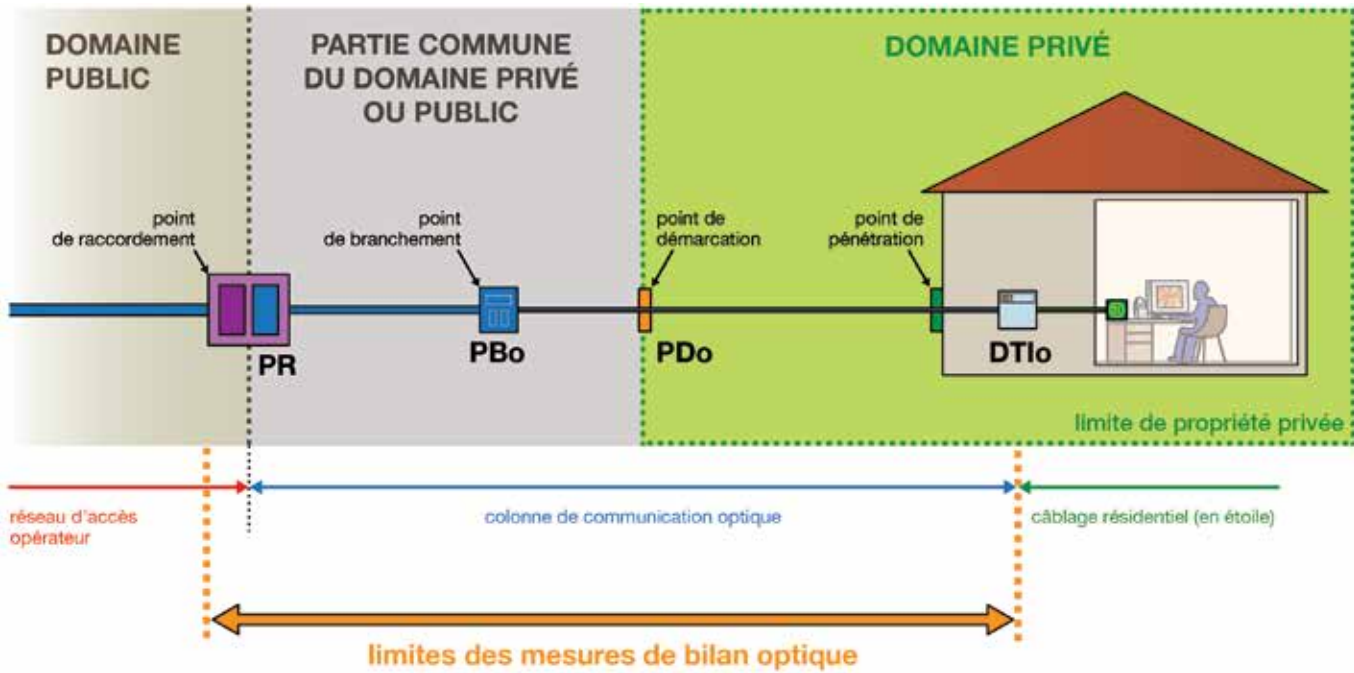 DOMAINE
PUBLIC
PARTIE COMMUNE
DU DOMAINE PRIVÉ
OU PUBLIC
DOMAINE PRIVÉ
point
de raccordement
point
de branchement
point de
démarcation
point de
pénétration
PR
PBo
PDo
DTIo
limite de propriété privée
réseau d'accès
opérateur
colonne de communication optique
câblage résidentiel (en étoile)
limites des mesures de bilan optique